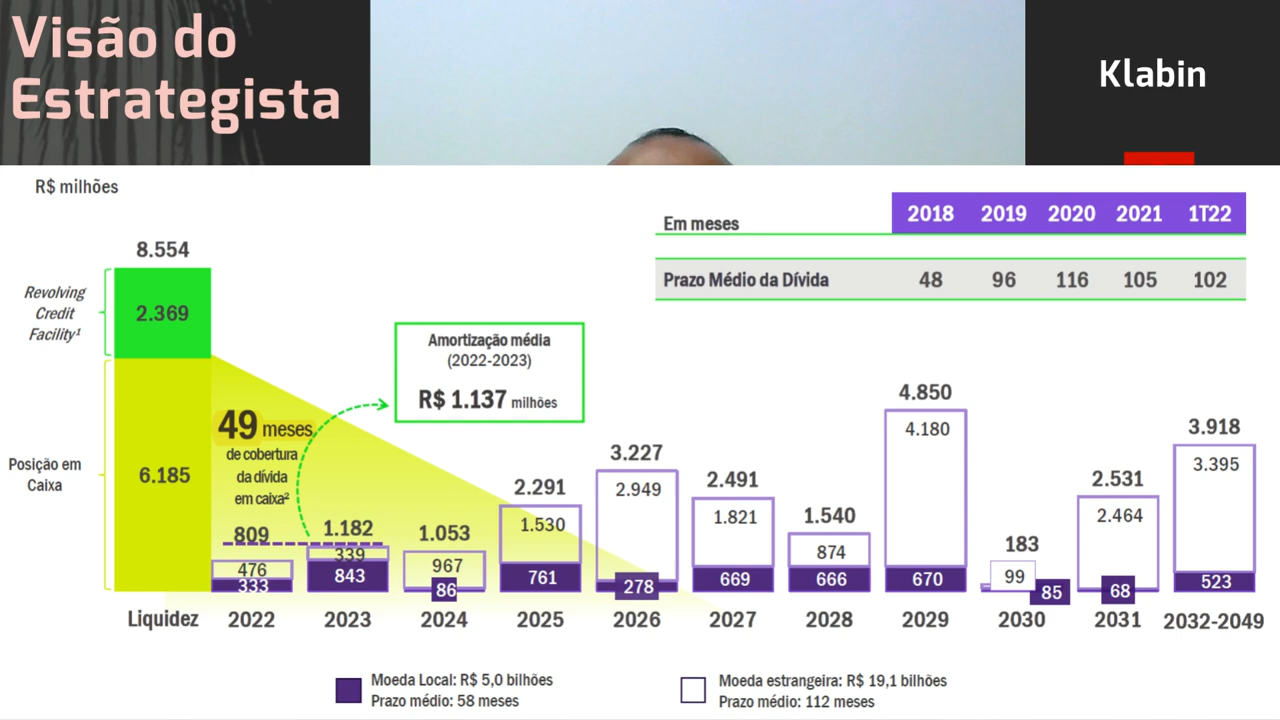 Visão do
Estrategista
Klabin
R$ milhões
Em meses
2018 2019 2020 2021 1T22
Prazo Médio da Dívida 48 96 116 105 102
8.554
Revolving
Credit
Facility¹
2.369
Posição em
Caixa
6.185
49 meses
de cobertura
da dívida
em caixa²
Amortização média
(2022-2023)
R$ 1.137 milhões
809
476
333
1.182
339
843
1.053
967
86
2.291
1.530
761
3.227
2.949
278
2.491
1.821
669
1.540
874
666
4.850
4.180
670
183
99
85
2.531
2.464
68
3.918
3.395
523
Liquidez 2022 2023 2024 2025 2026 2027 2028 2029 2030 2031 2032-2049
Moeda Local: R$ 5,0 bilhões
Prazo médio: 58 meses
Moeda estrangeira: R$ 19,1 bilhões
Prazo médio: 112 meses